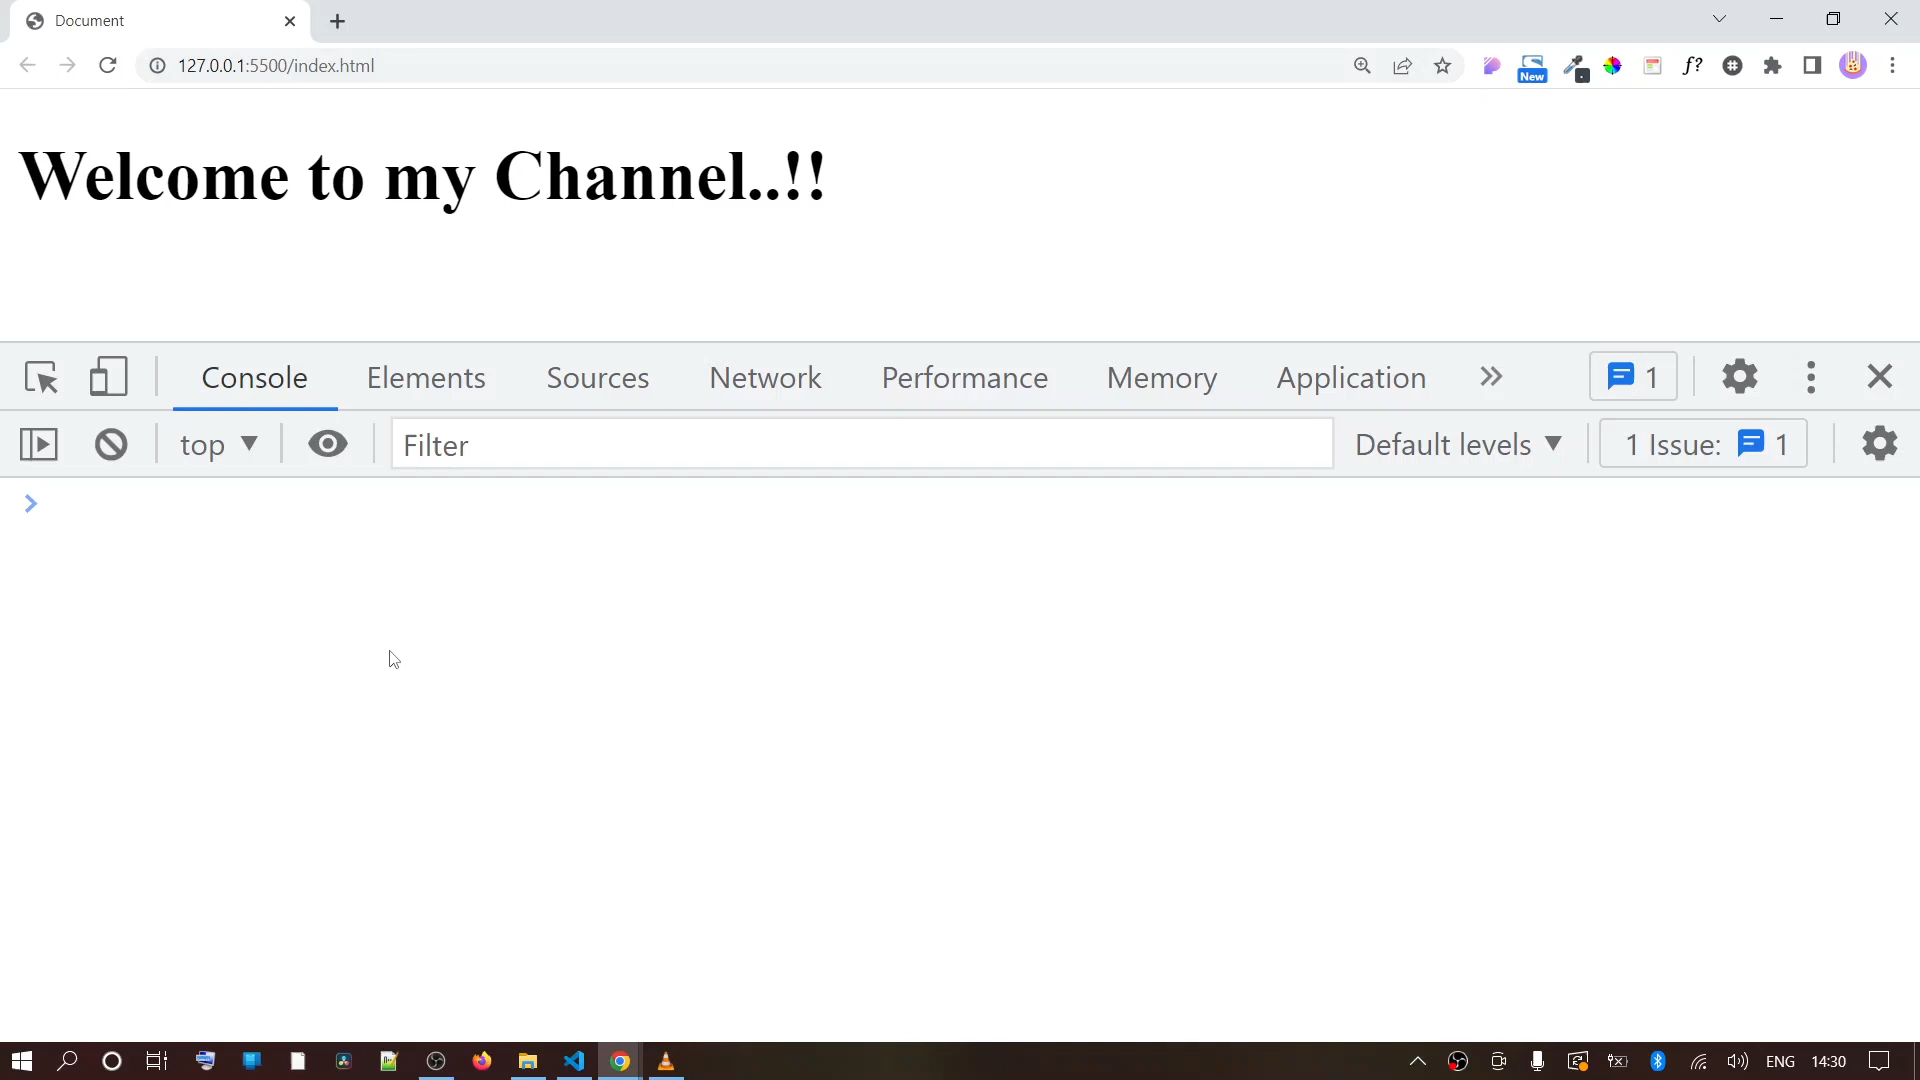 Document
127.0.0.1:5500/index.html
New
f?
Welcome to my Channel..!!
Console Elements Sources Network Performance Memory Application 1
top Filter Default levels 1 Issue: 1
ENG 14:30